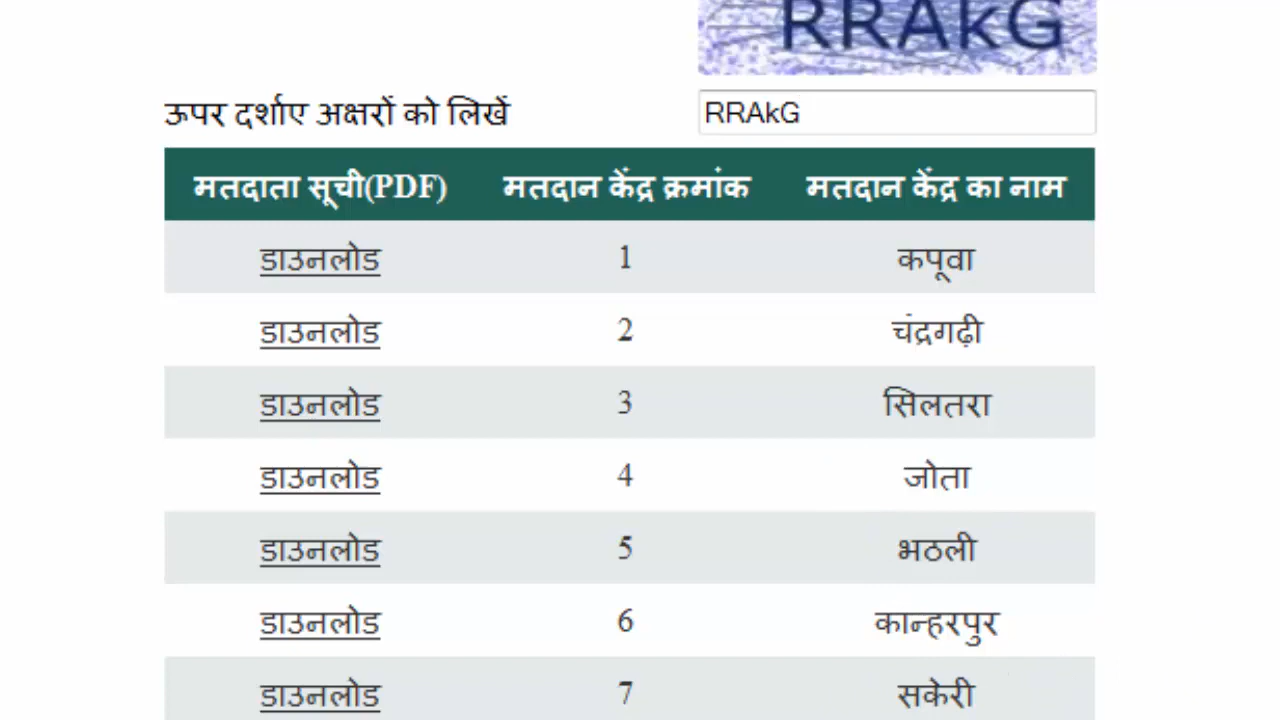 RRAkG
ऊपर दर्शाए अक्षरों को लिखें RRAkG
मतदाता सूची(PDF) मतदान केंद्र क्रमांक मतदान केंद्र का नाम
डाउनलोड 1 कपूवा
डाउनलोड 2 चंद्रगढ़ी
डाउनलोड 3 सिलतरा
डाउनलोड 4 जोता
डाउनलोड 5 भठली
डाउनलोड 6 कान्हरपुर
डाउनलोड 7 सकेरी